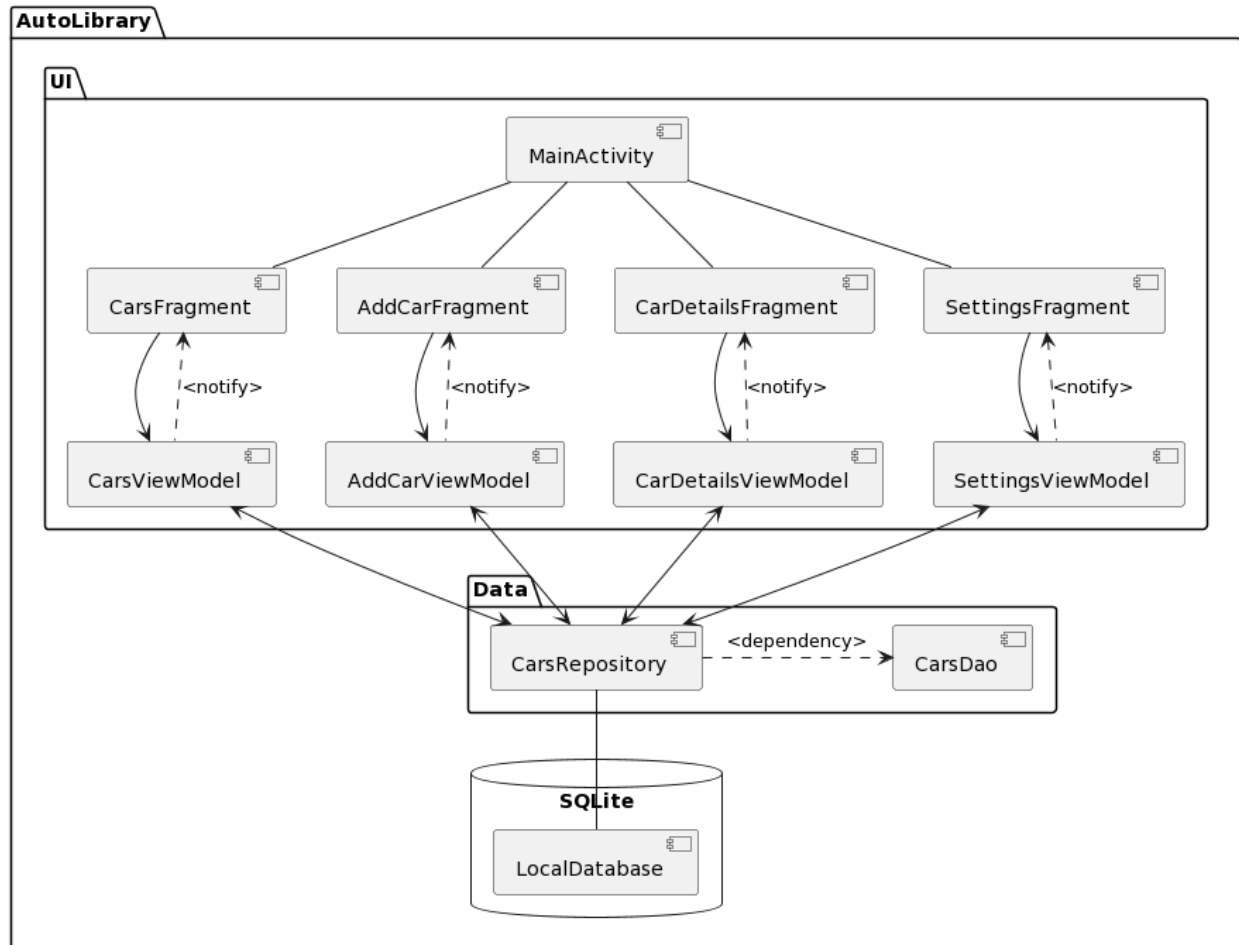 AutoLibrary
UI
MainActivity
CarsFragment
AddCarFragment
CarDetailsFragment
SettingsFragment
<notify>
<notify>
<notify>
<notify>
CarsViewModel
AddCarViewModel
CarDetailsViewModel
SettingsViewModel
Data
<dependency>
CarsRepository
CarsDao
SQLite
LocalDatabase